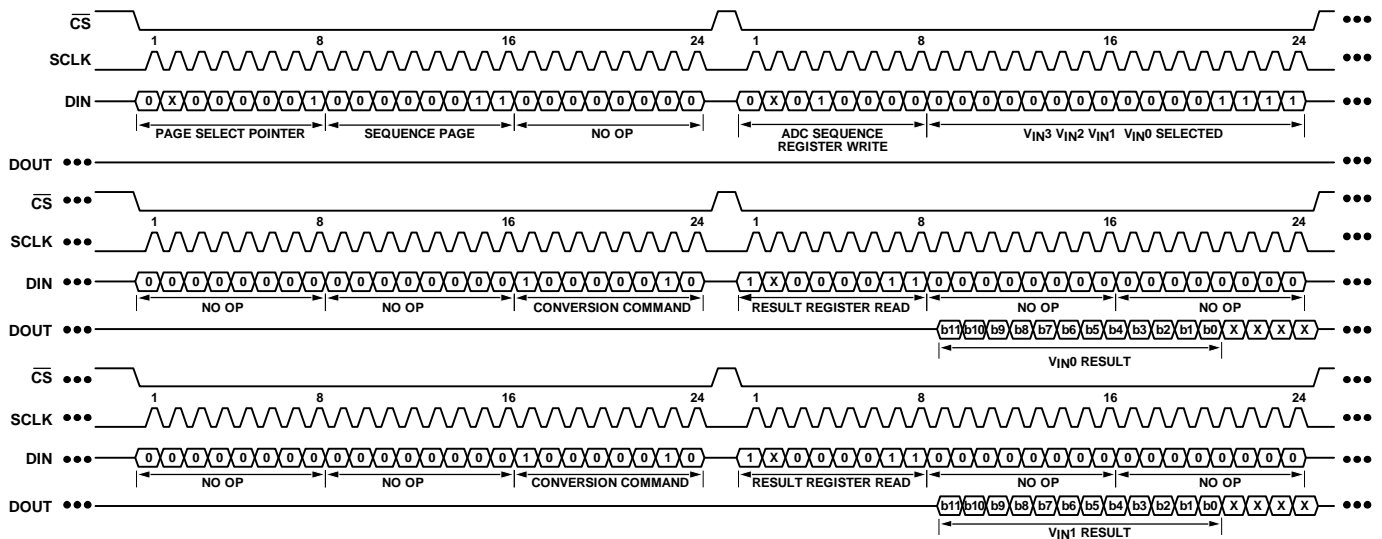 CS
●●●
1 8 16 24 1 8 16 24
SCLK ●●●
DIN 0 X 0 0 0 0 0 1 0 0 0 0 0 0 1 1 0 0 0 0 0 0 0 0 0 X 0 1 0 0 0 0 0 0 0 0 0 0 0 0 0 0 0 0 1 1 1 1 ●●●
PAGE SELECT POINTER SEQUENCE PAGE NO OP ADC SEQUENCE REGISTER WRITE VIN3 VIN2 VIN1 VIN0 SELECTED
DOUT ●●● ●●●
CS ●●● ●●●
1 8 16 24 1 8 16 24
SCLK ●●● ●●●
DIN ●●● 0 0 0 0 0 0 0 0 0 0 0 0 0 0 0 0 1 0 0 0 0 0 1 0 1 X 0 0 0 0 1 1 0 0 0 0 0 0 0 0 0 0 0 0 0 0 0 0 ●●●
NO OP NO OP CONVERSION COMMAND RESULT REGISTER READ NO OP NO OP
DOUT ●●● b11 b10 b9 b8 b7 b6 b5 b4 b3 b2 b1 b0 X X X X ●●●
VIN0 RESULT
CS ●●● ●●●
1 8 16 24 1 8 16 24
SCLK ●●● ●●●
DIN ●●● 0 0 0 0 0 0 0 0 0 0 0 0 0 0 0 0 1 0 0 0 0 0 1 0 1 X 0 0 0 0 1 1 0 0 0 0 0 0 0 0 0 0 0 0 0 0 0 0 ●●●
NO OP NO OP CONVERSION COMMAND RESULT REGISTER READ NO OP NO OP
DOUT ●●● b11 b10 b9 b8 b7 b6 b5 b4 b3 b2 b1 b0 X X X X ●●●
VIN1 RESULT